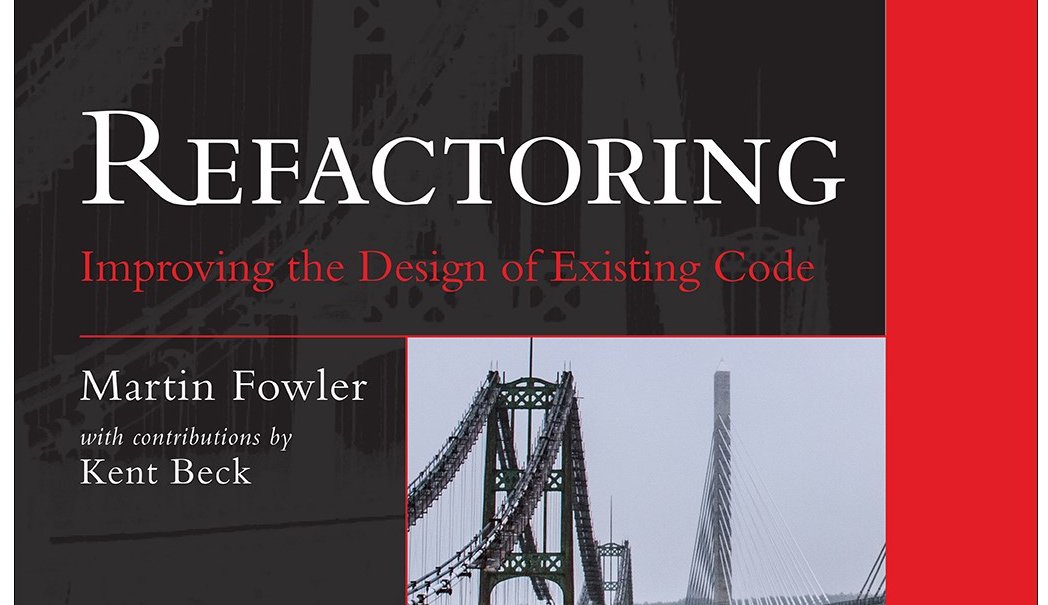 REFACTORING
Improving the Design of Existing Code
Martin Fowler
with contributions by
Kent Beck